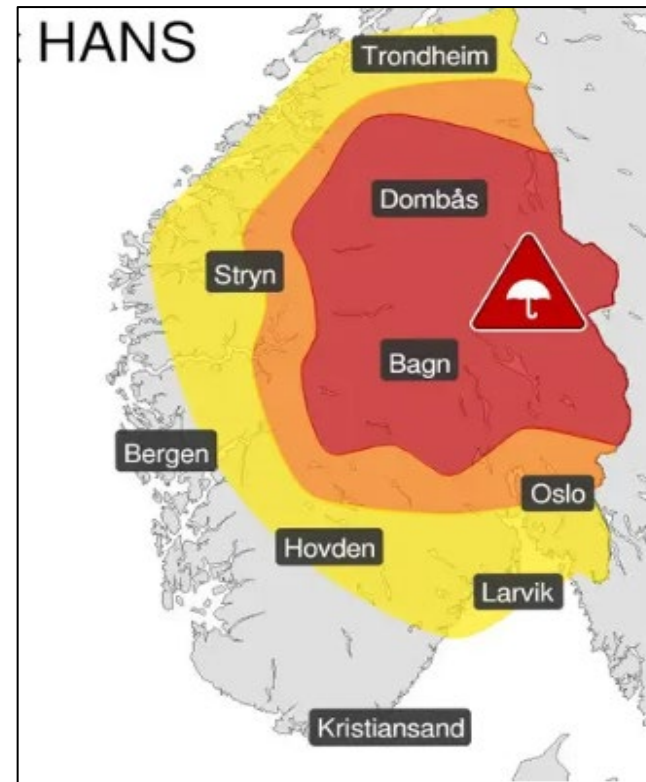 HANS
Trondheim
Dombås
Stryn
Bagn
Bergen
Oslo
Hovden
Larvik
Kristiansand